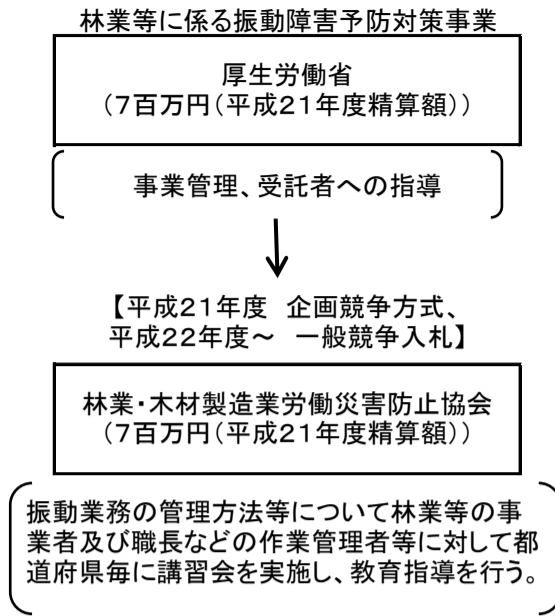 林業等に係る振動障害予防対策事業
厚生労働省
（７百万円（平成２１年度精算額））
事業管理、受託者への指導
【平成２１年度　企画競争方式、
平成２２年度～　一般競争入札】
林業・木材製造業労働災害防止協会
（７百万円（平成２１年度精算額））
振動業務の管理方法等について林業等の事
業者及び職長などの作業管理者等に対して都
道府県毎に講習会を実施し、教育指導を行う。